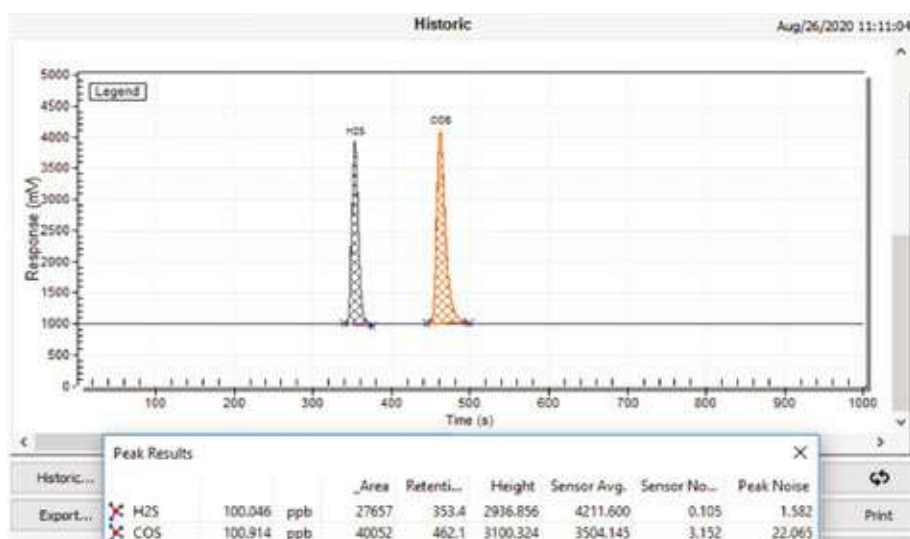 Historic Aug/26/2020 11:11:04
Legend
5000
4500
4000
3500
3000
2500
2000
1500
1000
500
0
Response (mV)
H2S
COS
100 200 300 400 500 600 700 800 900 1000
Time (s)
Peak Results
_Area Retenti... Height Sensor Avg. Sensor No... Peak Noise
H2S 100.046 ppb 27657 353.4 2936.856 4211.600 0.105 1.582
COS 100.914 ppb 40052 462.1 3100.324 3504.145 3.152 22.065
Historic...
Export...
Print